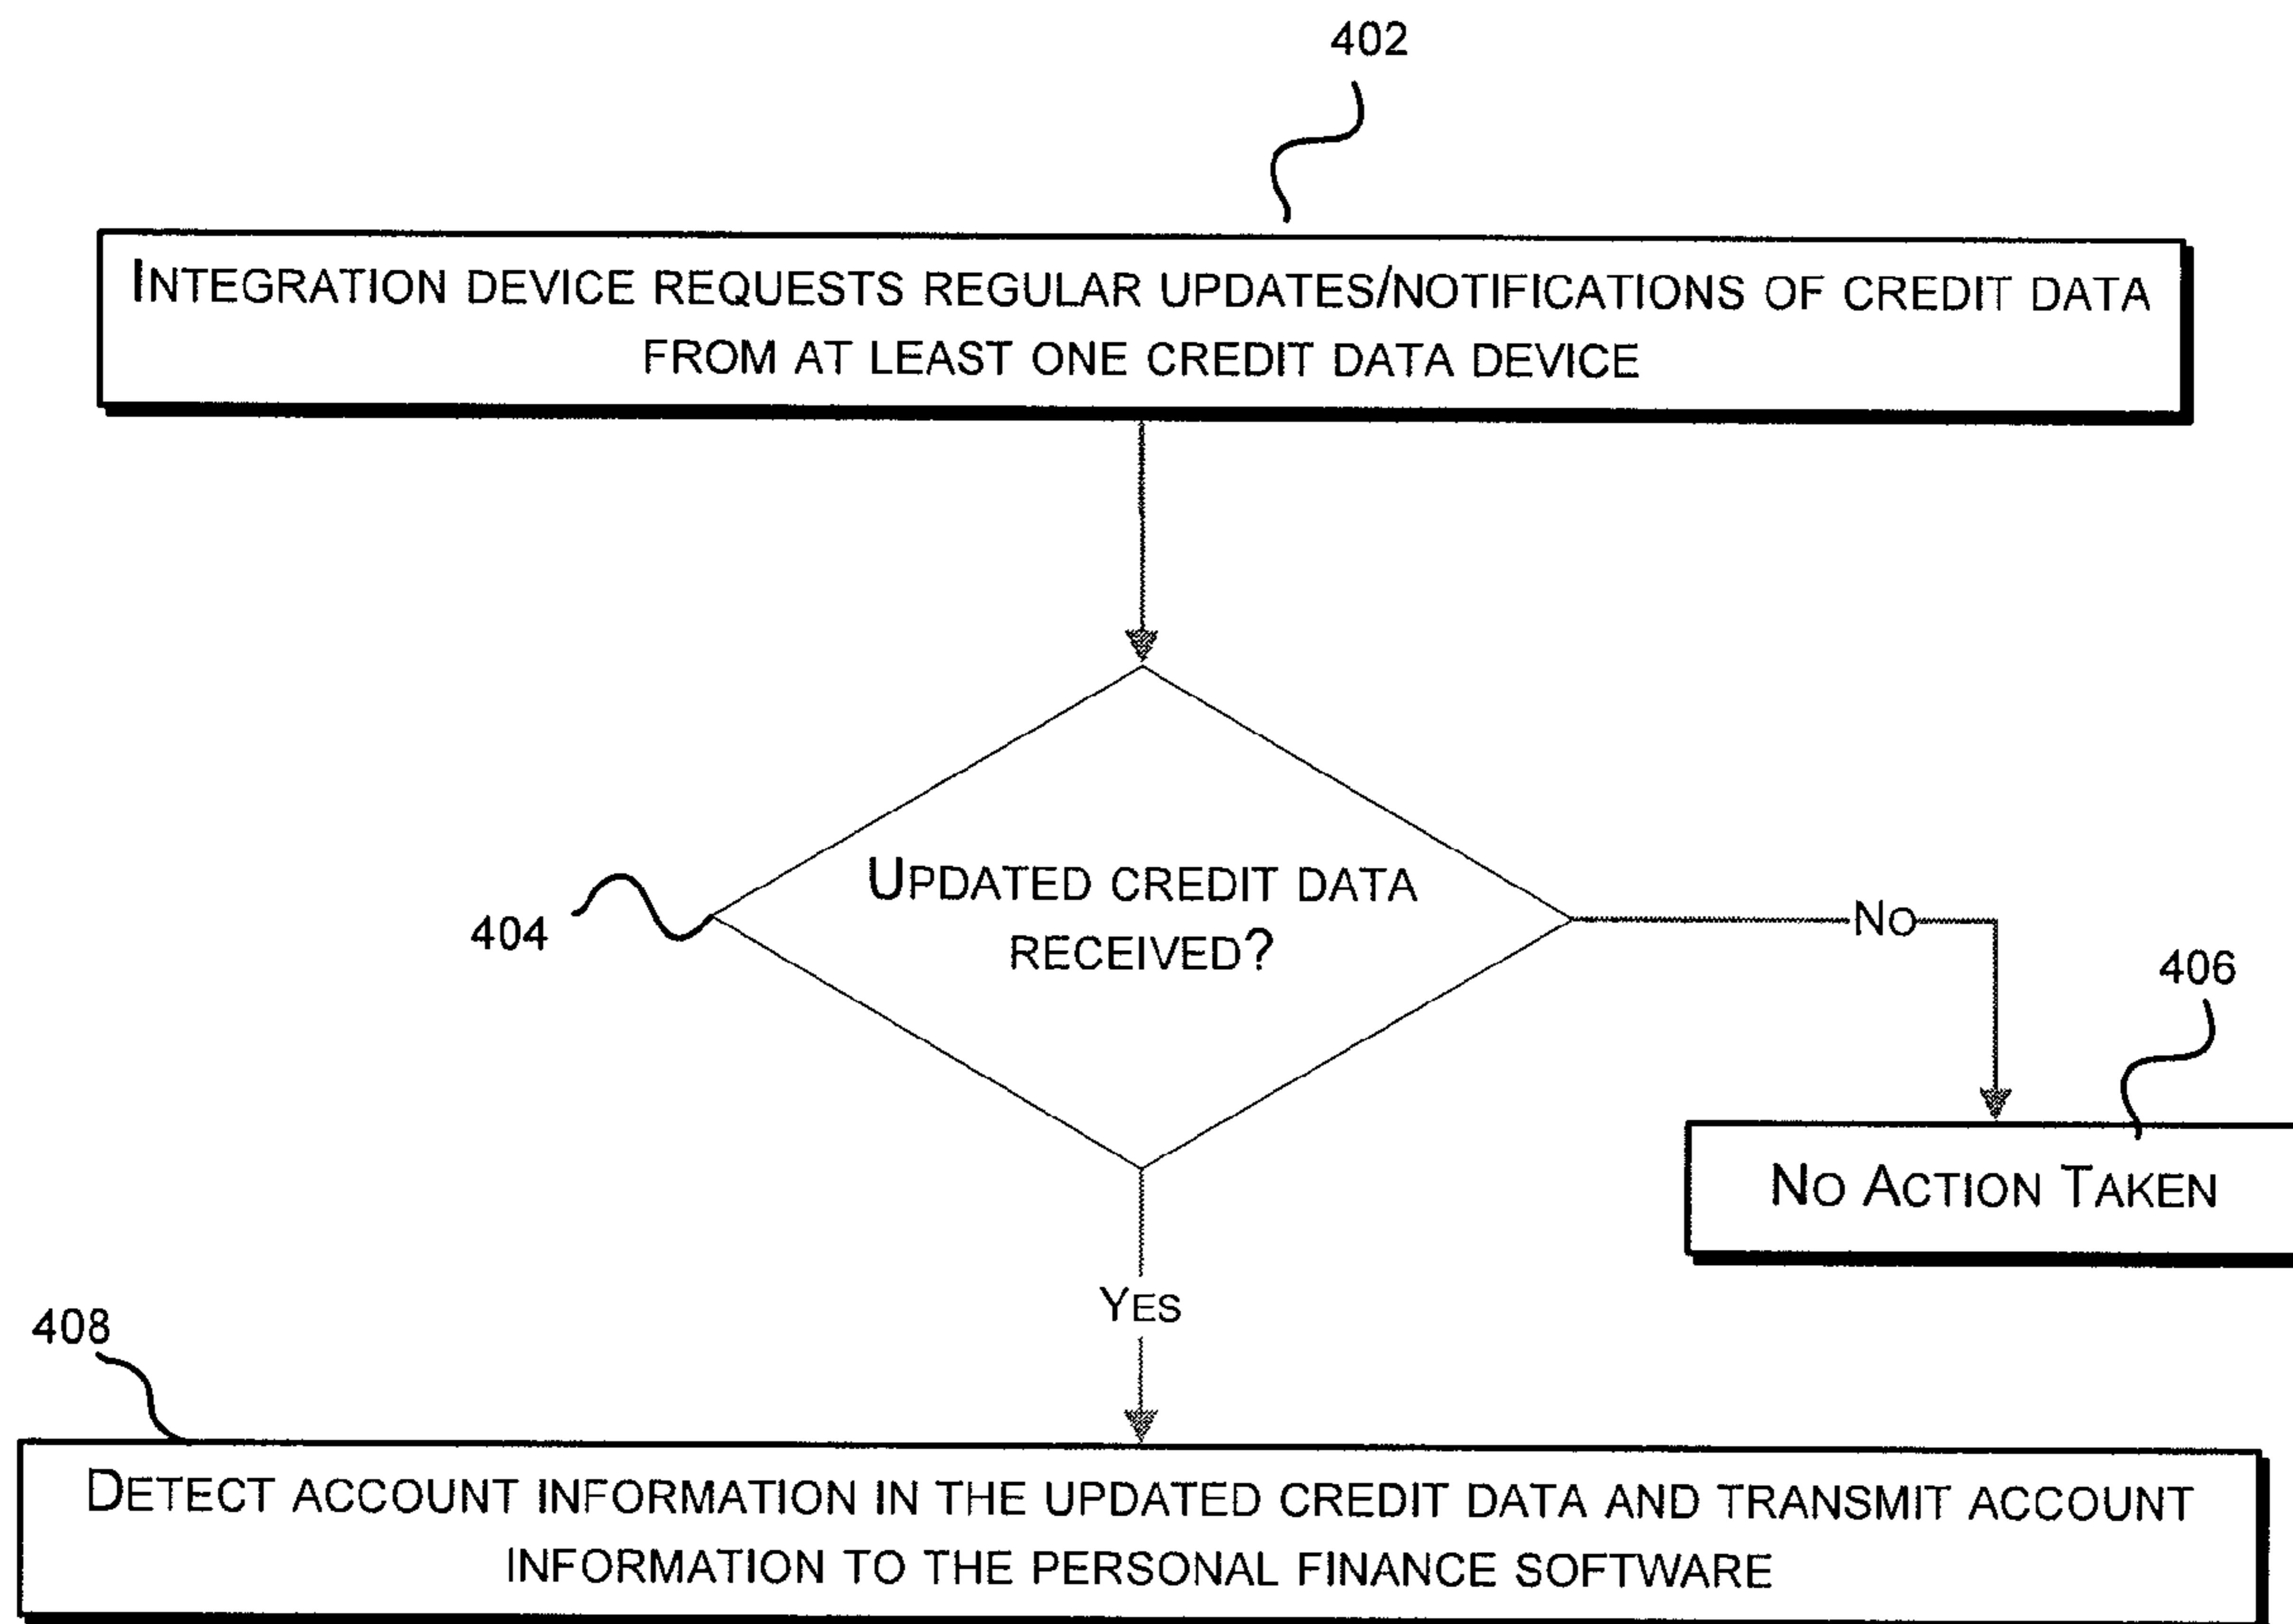 402
INTEGRATION DEVICE REQUESTS REGULAR UPDATES/NOTIFICATIONS OF CREDIT DATA
FROM AT LEAST ONE CREDIT DATA DEVICE
UPDATED CREDIT DATA
RECEIVED?
404
NO
406
NO ACTION TAKEN
YES
408
DETECT ACCOUNT INFORMATION IN THE UPDATED CREDIT DATA AND TRANSMIT ACCOUNT
INFORMATION TO THE PERSONAL FINANCE SOFTWARE